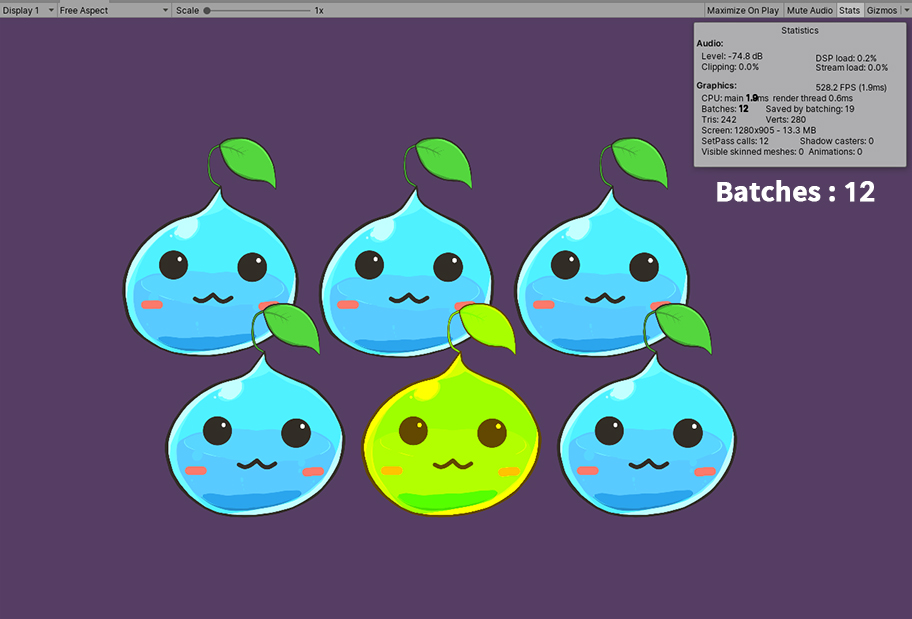 Display 1 Free Aspect Scale 1x Maximize On Play Mute Audio Stats Gizmos
Statistics
Audio:
Level: -74.8 dB DSP load: 0.2%
Clipping: 0.0% Stream load: 0.0%
Graphics: 528.2 FPS (1.9ms)
CPU: main 1.9ms render thread 0.6ms
Batches: 12 Saved by batching: 19
Tris: 242 Verts: 280
Screen: 1280x905 - 13.3 MB
SetPass calls: 12 Shadow casters: 0
Visible skinned meshes: 0 Animations: 0
Batches : 12